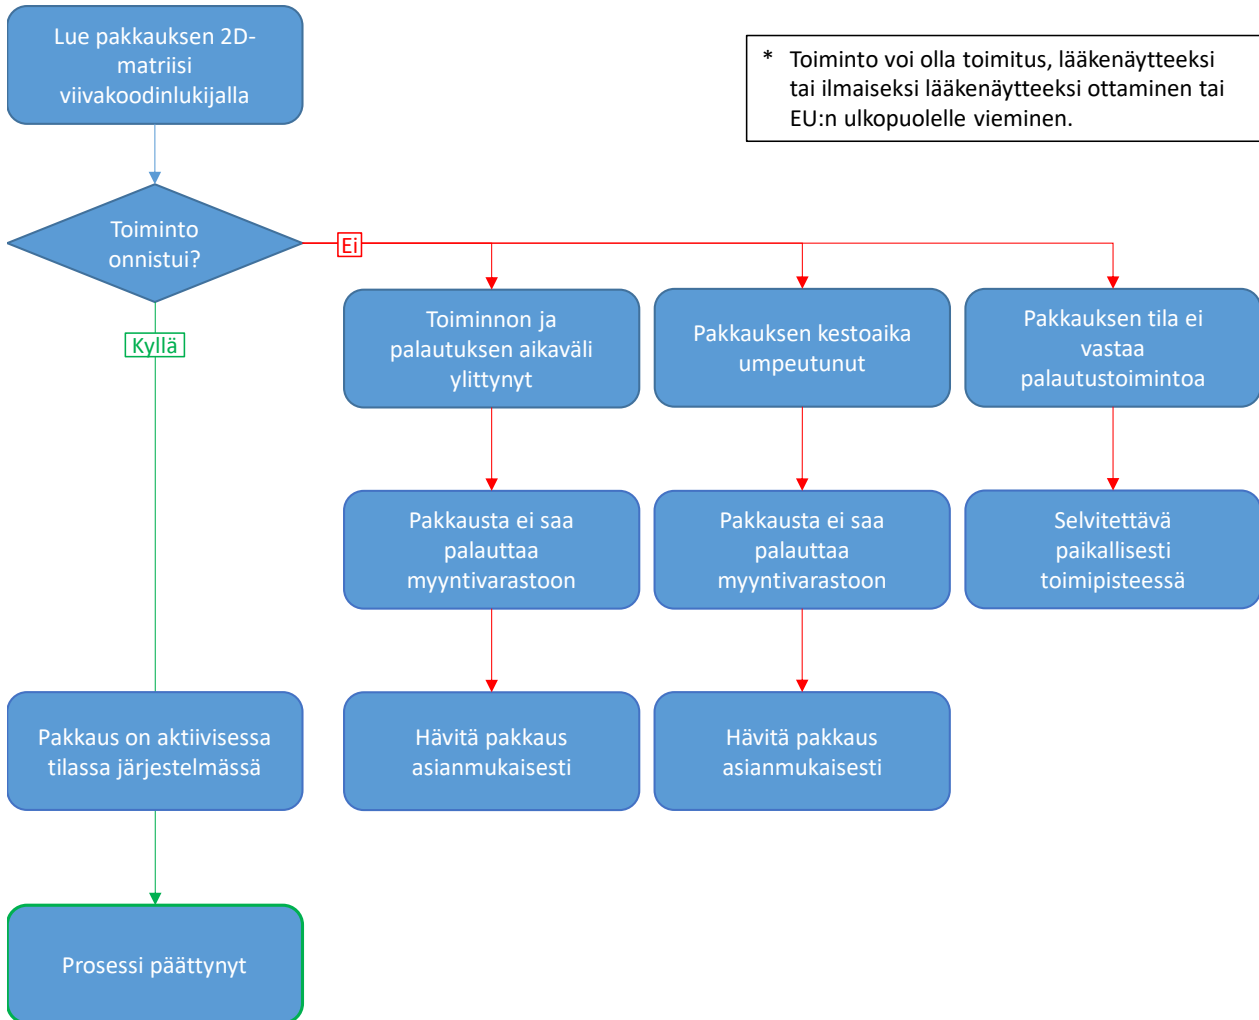 Lue pakkauksen 2D-
matriisi
viivakoodinlukijalla
* Toiminto voi olla toimitus, lääkenäytteeksi
tai ilmaiseksi lääkenäytteeksi ottaminen tai
EU:n ulkopuolelle vieminen.
Toiminto
onnistui?
Ei
Kyllä
Toiminnon ja
palautuksen aikaväli
ylittynyt
Pakkauksen kestoaika
umpeutunut
Pakkauksen tila ei
vastaa
palautustoimintoa
Pakkausta ei saa
palauttaa
myyntivarastoon
Pakkausta ei saa
palauttaa
myyntivarastoon
Selvitettävä
paikallisesti
toimipisteessä
Pakkaus on aktiivisessa
tilassa järjestelmässä
Hävitä pakkaus
asianmukaisesti
Hävitä pakkaus
asianmukaisesti
Prosessi päättynyt